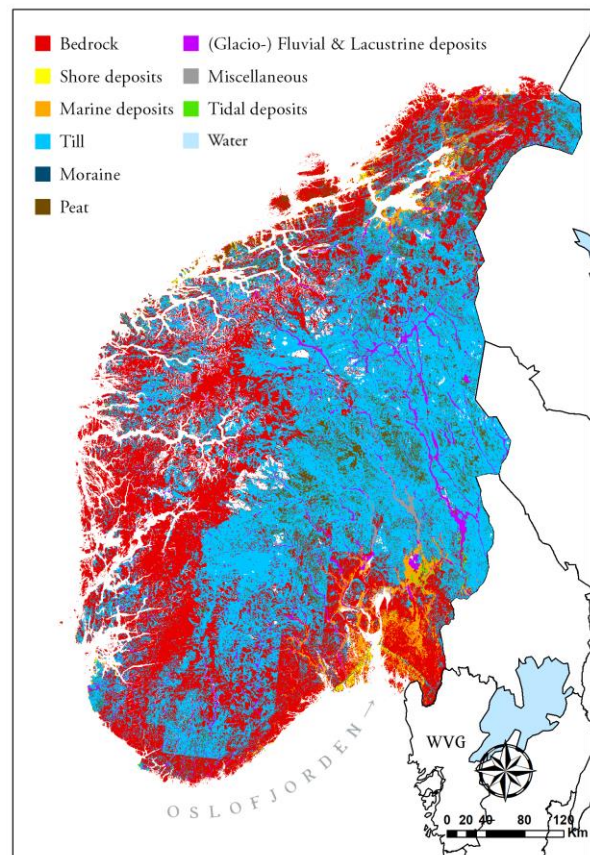 Bedrock
Shore deposits
Marine deposits
Till
Moraine
Peat
(Glacio-) Fluvial & Lacustrine deposits
Miscellaneous
Tidal deposits
Water
OSLOFJORDEN →
WVG
0 20 40 80 120
Km